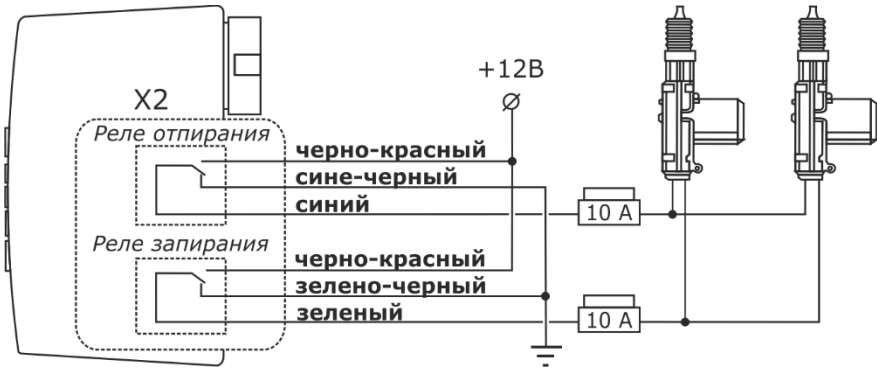 +12В
X2
Реле отпирания
черно-красный
сине-черный
синий
10 А
Реле запирания
черно-красный
зелено-черный
зеленый
10 А